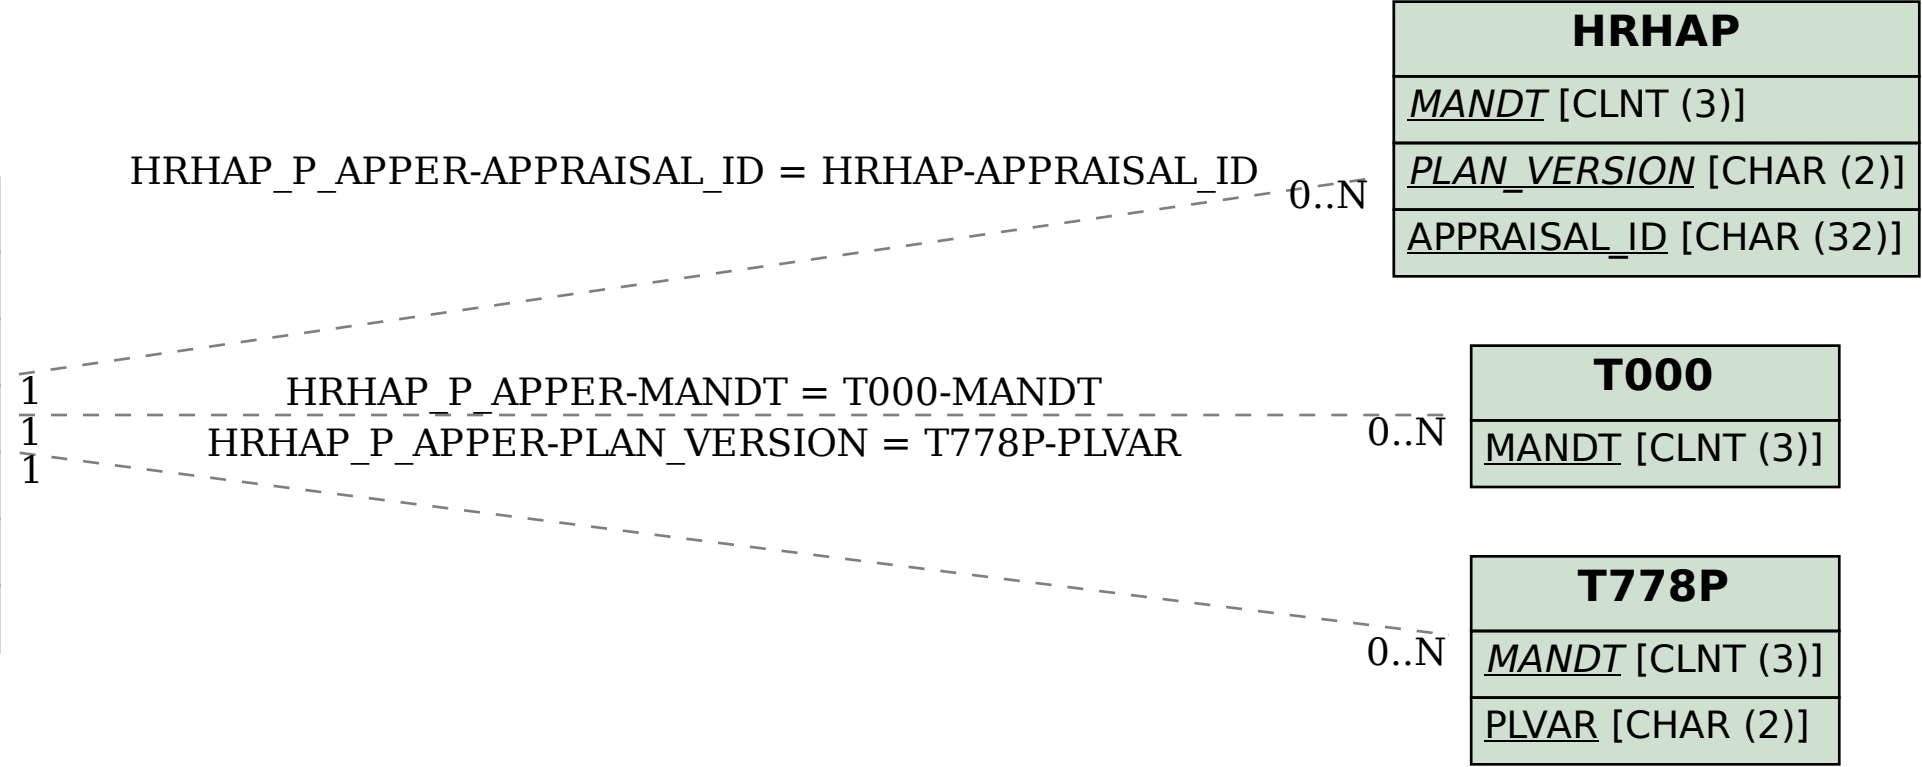 HRHAP
MANDT [CLNT (3)]
PLAN_VERSION [CHAR (2)]
APPRAISAL_ID [CHAR (32)]
HRHAP_P_APPER-APPRAISAL_ID = HRHAP-APPRAISAL_ID
0..N
1
HRHAP_P_APPER-MANDT = T000-MANDT
1
0..N
T000
MANDT [CLNT (3)]
HRHAP_P_APPER-PLAN_VERSION = T778P-PLVAR
1
0..N
T778P
MANDT [CLNT (3)]
PLVAR [CHAR (2)]